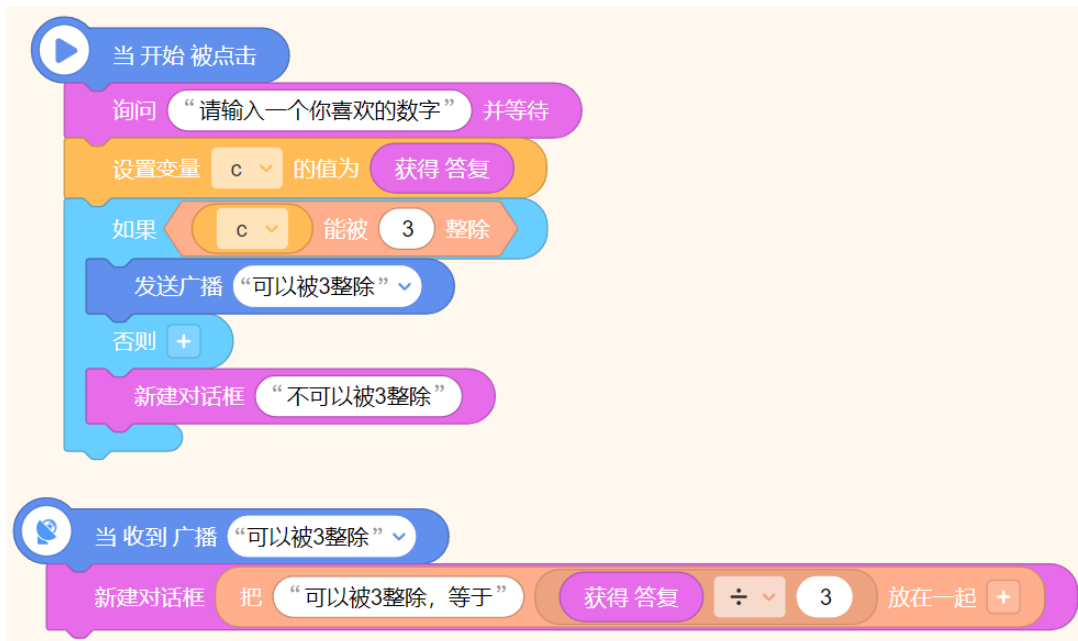 当 开始 被点击
询问 “请输入一个你喜欢的数字” 并等待
设置变量 c 的值为 获得 答复
如果 c 能被 3 整除
发送广播 “可以被3整除”
否则 +
新建对话框 “不可以被3整除”
当 收到 广播 “可以被3整除”
新建对话框 把 “可以被3整除，等于” 获得 答复 ÷ 3 放在一起 +